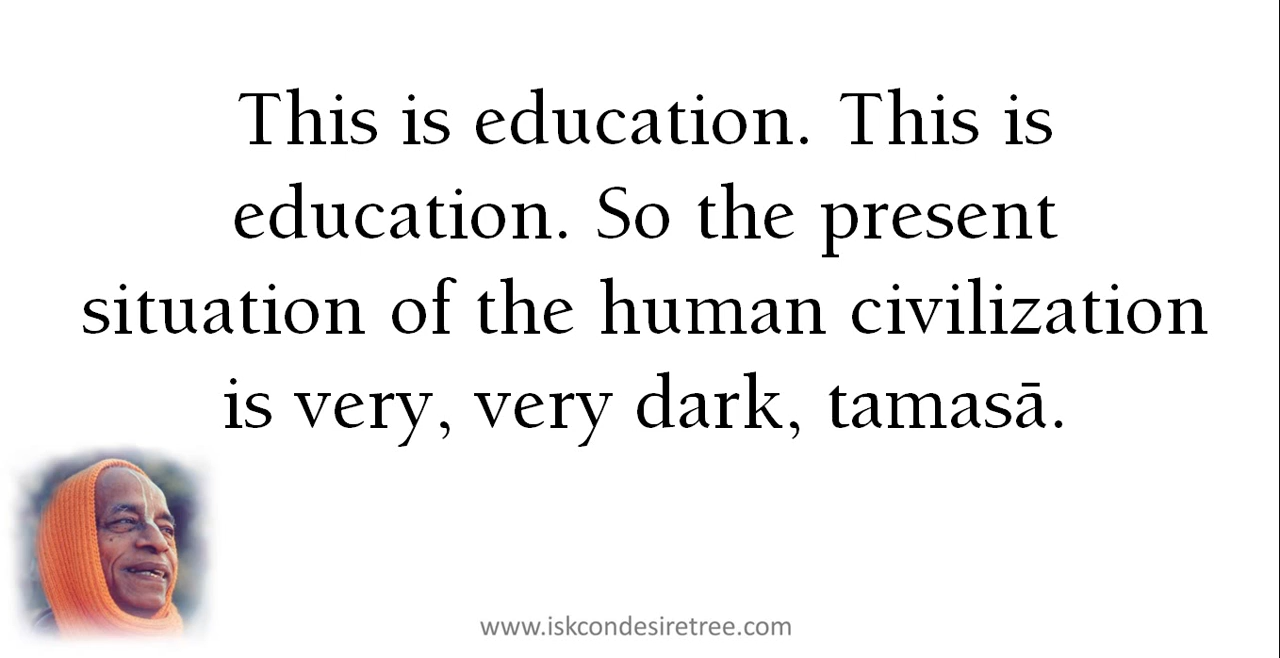 This is education. This is
education. So the present
situation of the human civilization
is very, very dark, tamasā.
www.iskcondesiretree.com